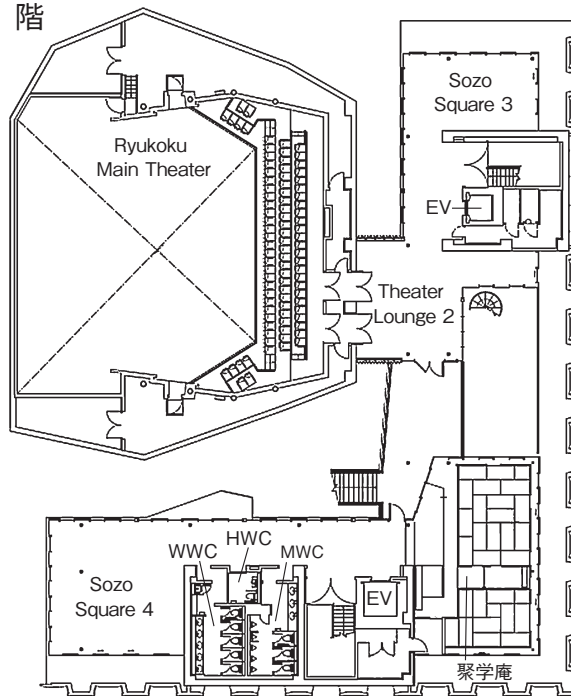 階
Sozo
Square 3
Ryukoku
Main Theater
EV
Theater
Lounge 2
HWC
WWC
MWC
Sozo
Square 4
EV
聚学庵